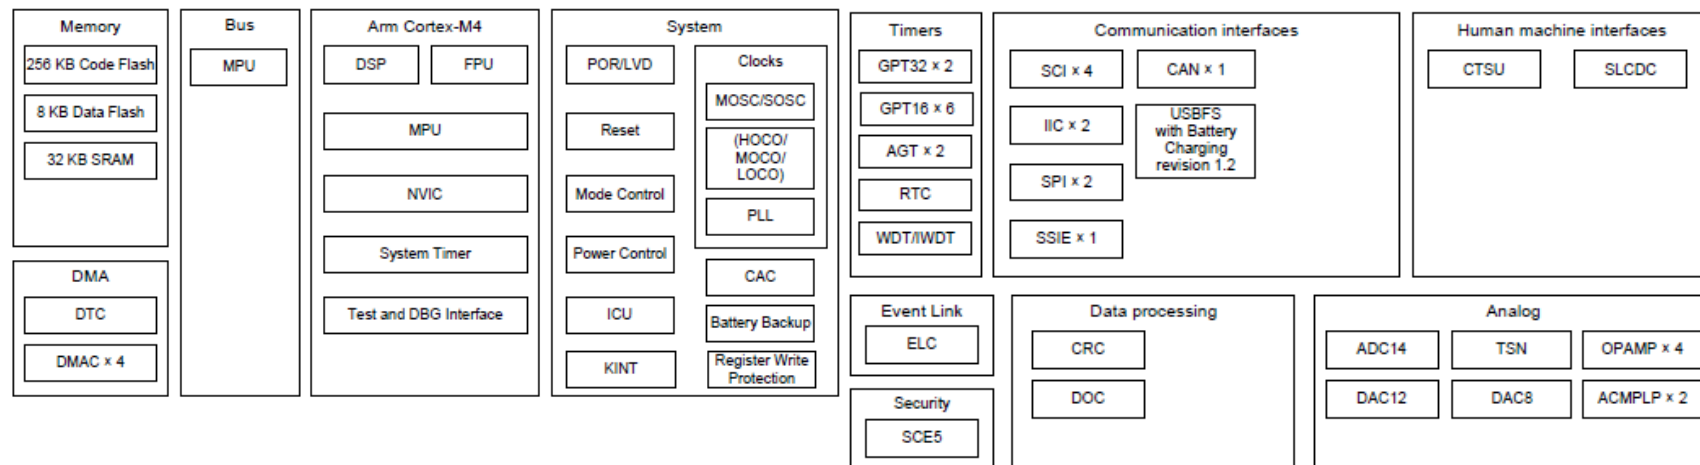 Memory
256 KB Code Flash
8 KB Data Flash
32 KB SRAM
DMA
DTC
DMAC × 4
Bus
MPU
Arm Cortex-M4
DSP
FPU
MPU
NVIC
System Timer
Test and DBG Interface
System
POR/LVD
Reset
Mode Control
Power Control
ICU
KINT
Clocks
MOSC/SOSC
(HOCO/
MOCO/
LOCO)
PLL
CAC
Battery Backup
Register Write
Protection
Timers
GPT32 × 2
GPT16 × 6
AGT × 2
RTC
WDT/IWDT
Communication interfaces
SCI × 4
CAN × 1
IIC × 2
USBFS
with Battery
Charging
revision 1.2
SPI × 2
SSIE × 1
Human machine interfaces
CTSU
SLCDC
Event Link
ELC
Security
SCE5
Data processing
CRC
DOC
Analog
ADC14
TSN
OPAMP × 4
DAC12
DAC8
ACMPLP × 2